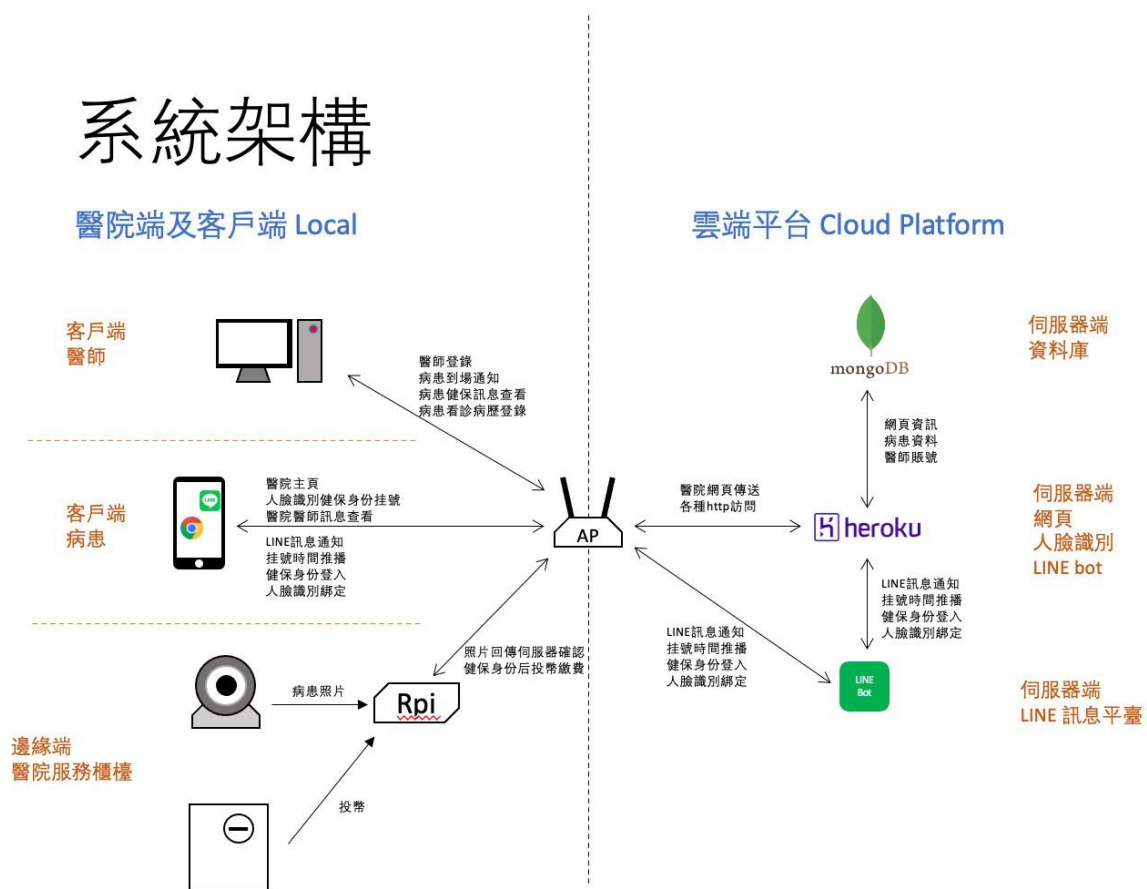 系統架構
醫院端及客戶端 Local
雲端平台 Cloud Platform
客戶端
醫師
醫師登錄
病患到場通知
病患健保訊息查看
病患看診病歷登錄
mongoDB
伺服器端
資料庫
網頁資訊
病患資料
醫師賬號
客戶端
病患
LINE
醫院主頁
人臉識別健保身份挂號
醫院醫師訊息查看
LINE訊息通知
挂號時間推播
健保身份登入
人臉識別綁定
AP
醫院網頁傳送
各種http訪問
heroku
伺服器端
網頁
人臉識別
LINE bot
LINE訊息通知
挂號時間推播
健保身份登入
人臉識別綁定
LINE訊息通知
挂號時間推播
健保身份登入
人臉識別綁定
LINE
Bot
伺服器端
LINE 訊息平臺
照片回傳伺服器確認
健保身份后投幣繳費
病患照片
Rpi
邊緣端
醫院服務櫃檯
投幣